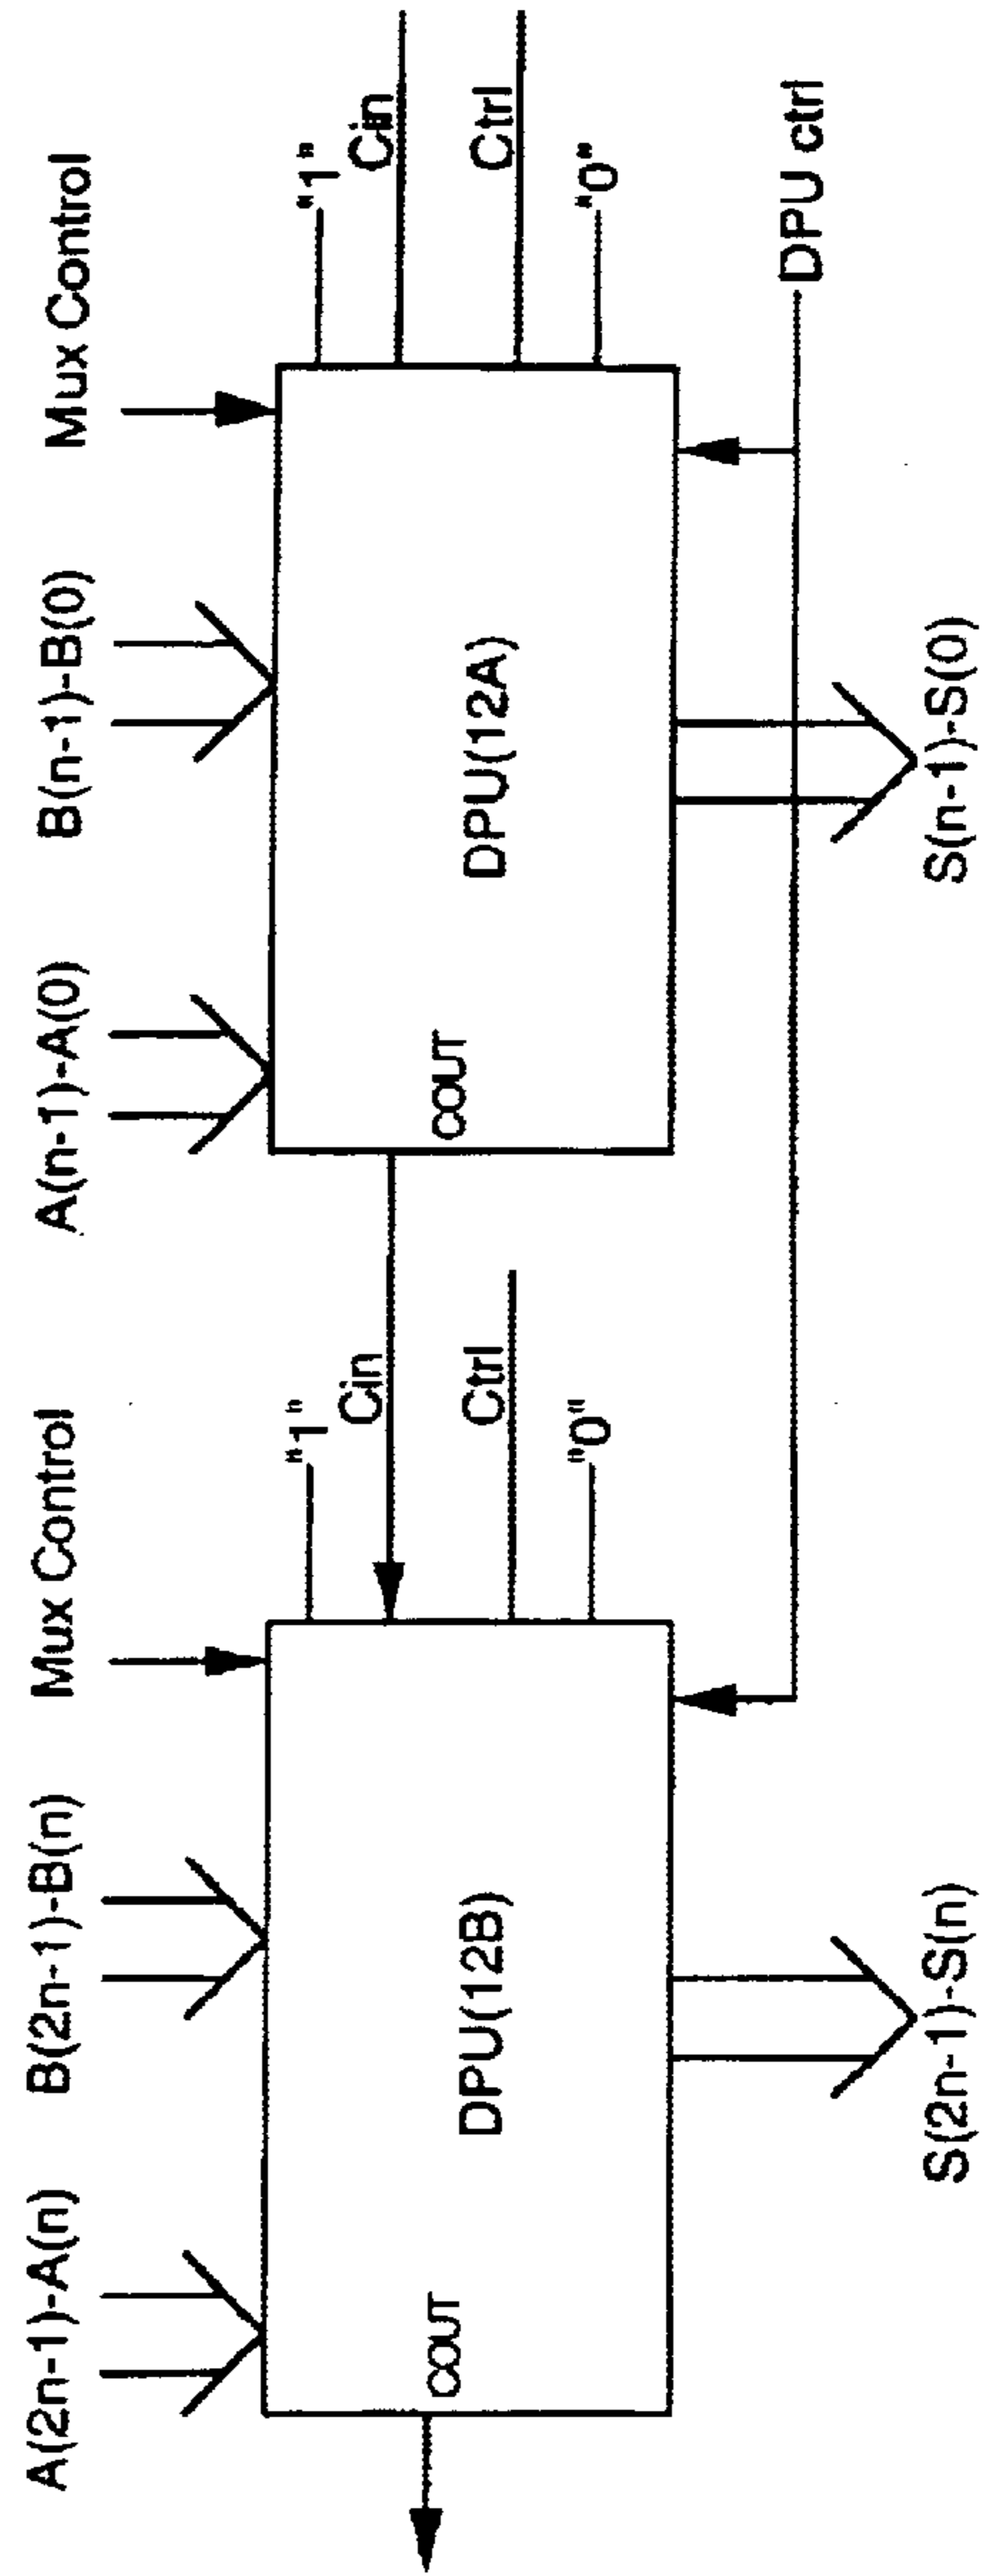 A(2n-1)-A(n)
B(2n-1)-B(n)
Mux Control
A(n-1)-A(0)
B(n-1)-B(0)
Mux Control
"1"
Cin
Ctrl
"0"
"1"
Cin
Ctrl
"0"
COUT
DPU(12B)
COUT
DPU(12A)
DPU ctrl
S(2n-1)-S(n)
S(n-1)-S(0)